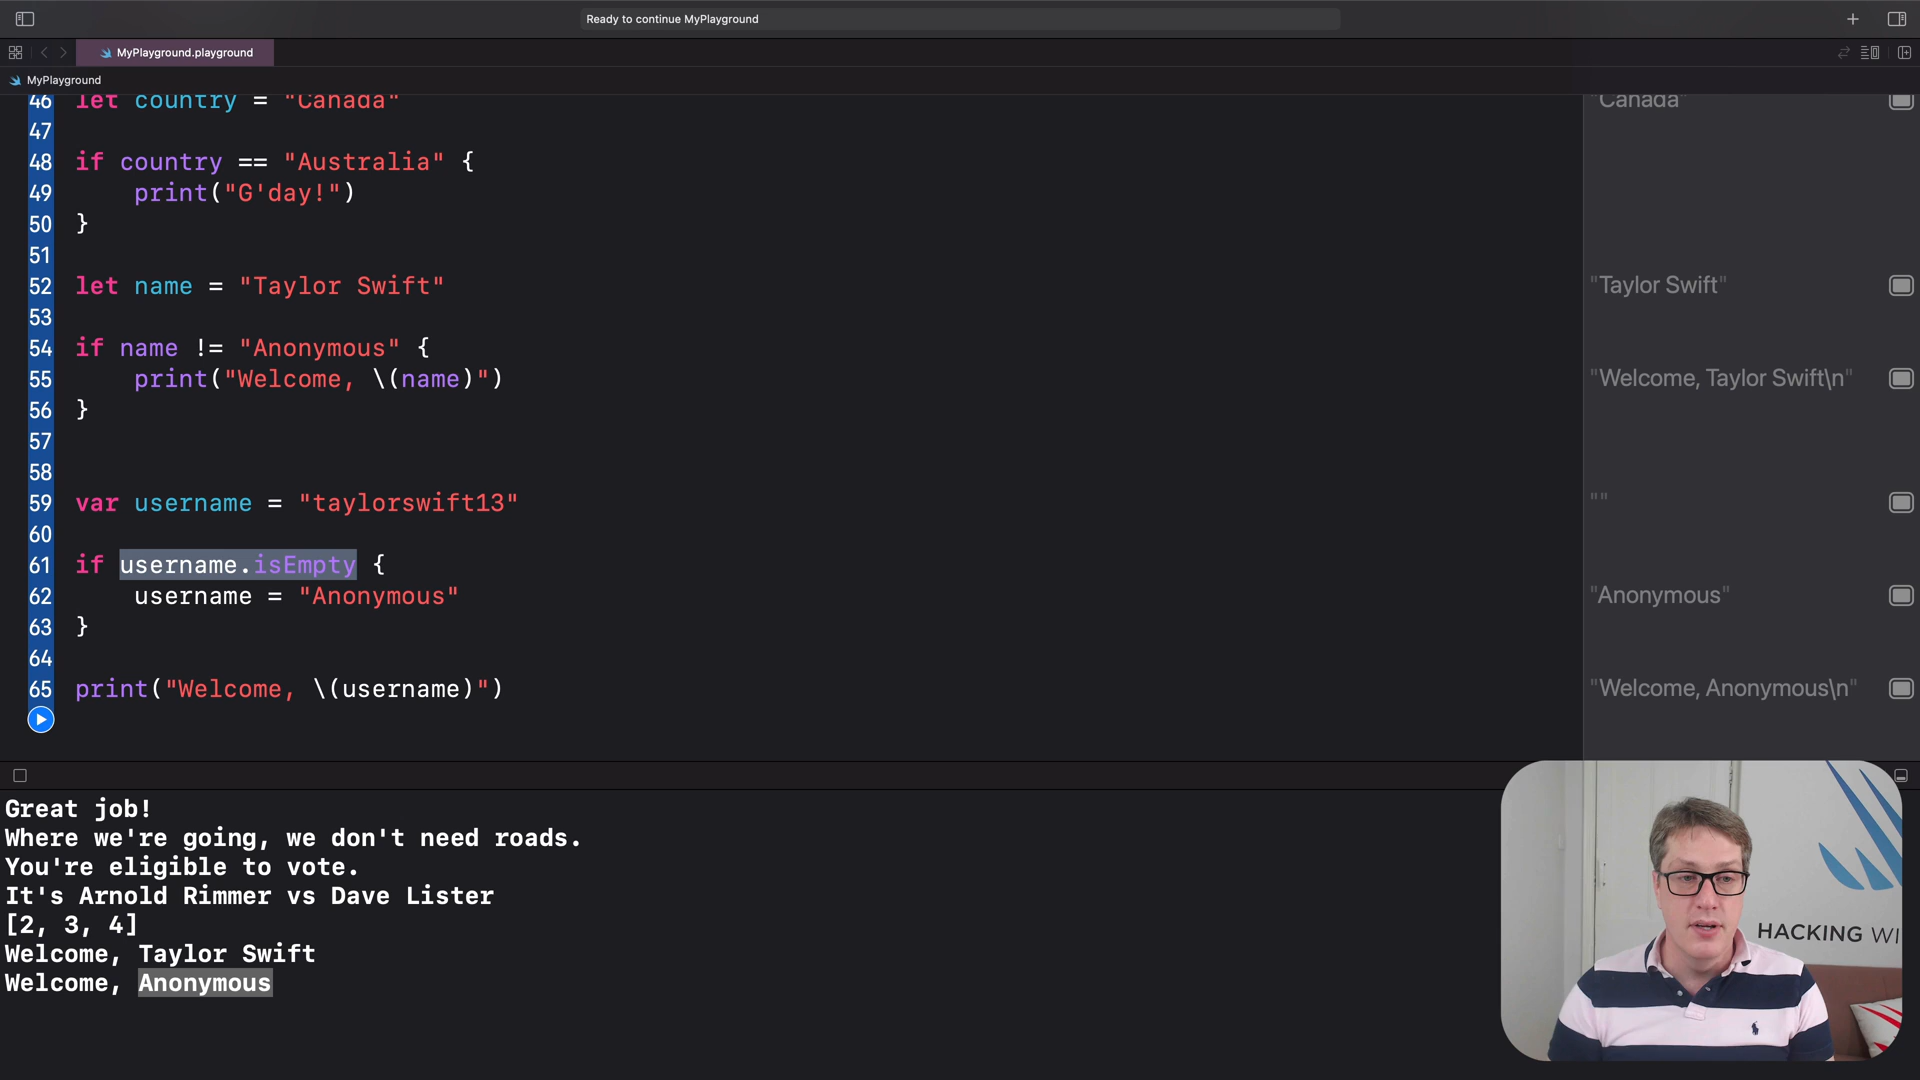 Ready to continue MyPlayground
MyPlayground.playground
MyPlayground
46 let country = "Canada"
"Canada"
47
48 if country == "Australia" {
49 print("G'day!")
50 }
51
52 let name = "Taylor Swift"
"Taylor Swift"
53
54 if name != "Anonymous" {
55 print("Welcome, \(name)")
"Welcome, Taylor Swift\n"
56 }
57
58
59 var username = "taylorswift13"
""
60
61 if username.isEmpty {
62 username = "Anonymous"
"Anonymous"
63 }
64
65 print("Welcome, \(username)")
"Welcome, Anonymous\n"
Great job!
Where we're going, we don't need roads.
You're eligible to vote.
It's Arnold Rimmer vs Dave Lister
[2, 3, 4]
Welcome, Taylor Swift
Welcome, Anonymous
HACKING WI